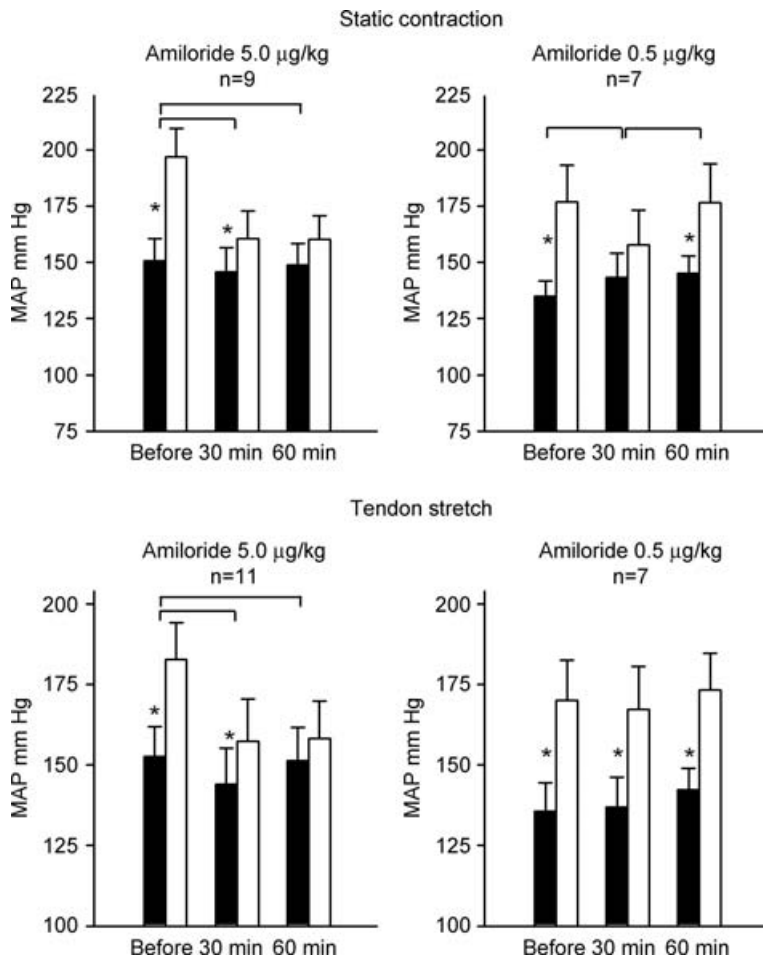 Static contraction
Amiloride 5.0 μg/kg
n=9
MAP mm Hg
225
200
175
150
125
100
75
*
*
Before 30 min 60 min
Amiloride 0.5 μg/kg
n=7
MAP mm Hg
225
200
175
150
125
100
75
*
*
Before 30 min 60 min
Tendon stretch
Amiloride 5.0 μg/kg
n=11
MAP mm Hg
200
175
150
125
100
*
*
Before 30 min 60 min
Amiloride 0.5 μg/kg
n=7
MAP mm Hg
200
175
150
125
100
*
*
*
Before 30 min 60 min